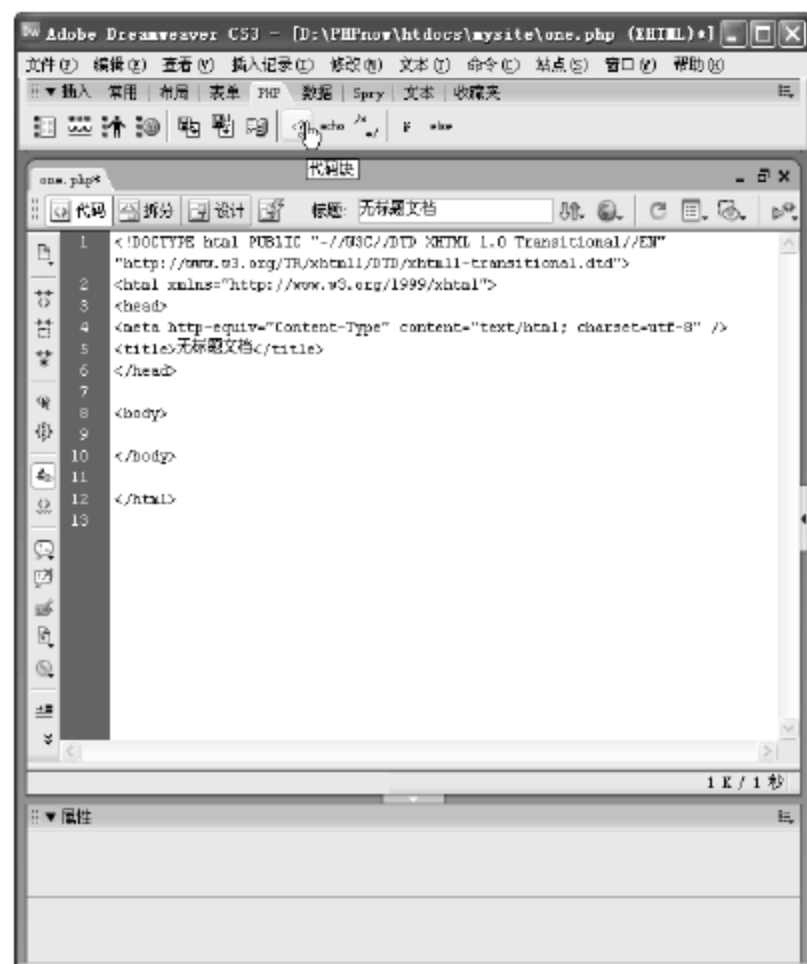 Adobe Dreamweaver CS3 - [D:\PHPnow\htdocs\mysite\one.php (XHTML)*]
文件(F) 编辑(E) 查看(V) 插入记录(I) 修改(M) 文本(T) 命令(C) 站点(S) 窗口(W) 帮助(H)
插入 常用 布局 表单 PHP 数据 Spry 文本 收藏夹
echo /* */ if else
代码块
one.php*
代码 拆分 设计 标题: 无标题文档
1 <!DOCTYPE html PUBLIC "-//W3C//DTD XHTML 1.0 Transitional//EN"
"http://www.w3.org/TR/xhtml1/DTD/xhtml1-transitional.dtd">
2 <html xmlns="http://www.w3.org/1999/xhtml">
3 <head>
4 <meta http-equiv="Content-Type" content="text/html; charset=utf-8" />
5 <title>无标题文档</title>
6 </head>
7
8 <body>
9
10 </body>
11
12 </html>
13
1 K / 1 秒
属性